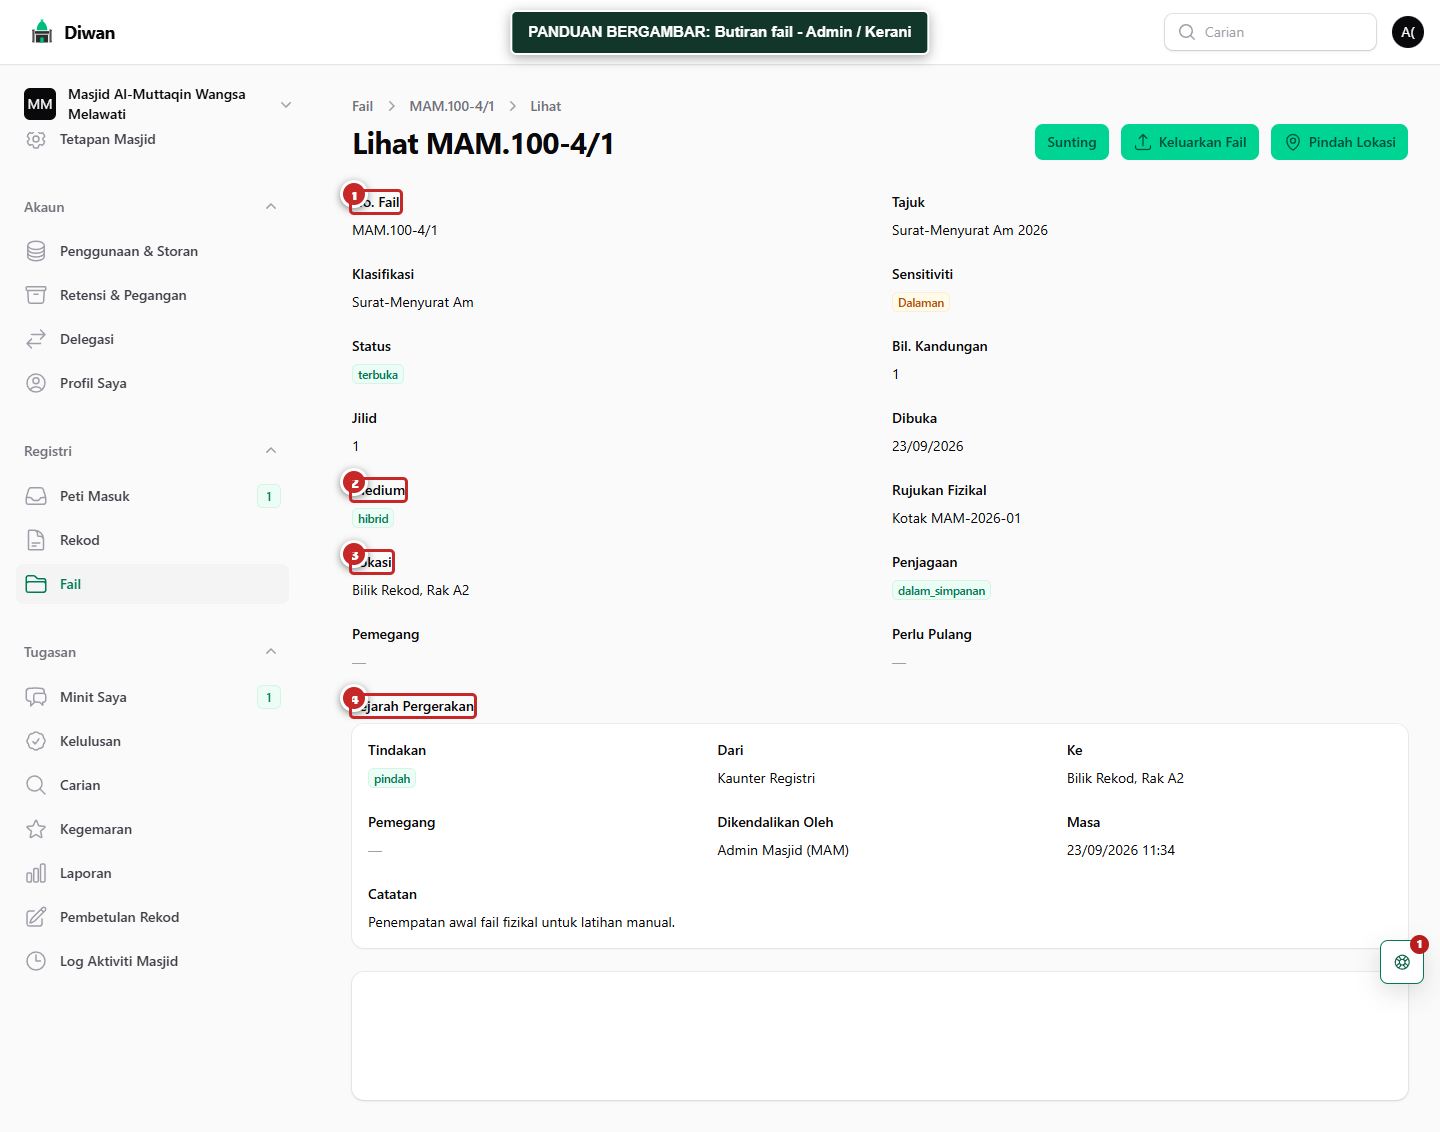 Diwan
PANDUAN BERGAMBAR: Butiran fail - Admin / Kerani
Carian
A(
MM
Masjid Al-Muttaqin Wangsa
Melawati
Tetapan Masjid
Akaun
Penggunaan & Storan
Retensi & Pegangan
Delegasi
Profil Saya
Registri
Peti Masuk
1
Rekod
Fail
Tugasan
Minit Saya
1
Kelulusan
Carian
Kegemaran
Laporan
Pembetulan Rekod
Log Aktiviti Masjid
Fail > MAM.100-4/1 > Lihat
Lihat MAM.100-4/1
Sunting
Keluarkan Fail
Pindah Lokasi
1
Fail
MAM.100-4/1
Tajuk
Surat-Menyurat Am 2026
Klasifikasi
Surat-Menyurat Am
Sensitiviti
Dalaman
Status
terbuka
Bil. Kandungan
1
Jilid
1
Dibuka
23/09/2026
2
edium
hibrid
Rujukan Fizikal
Kotak MAM-2026-01
3
kasi
Bilik Rekod, Rak A2
Penjagaan
dalam_simpanan
Pemegang
—
Perlu Pulang
—
4
jarah Pergerakan
Tindakan
pindah
Dari
Kaunter Registri
Ke
Bilik Rekod, Rak A2
Pemegang
—
Dikendalikan Oleh
Admin Masjid (MAM)
Masa
23/09/2026 11:34
Catatan
Penempatan awal fail fizikal untuk latihan manual.
1